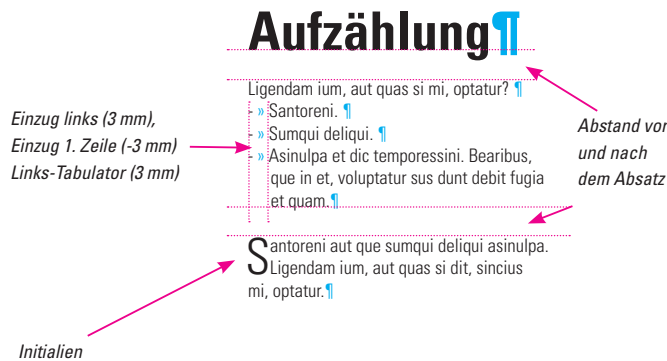 Aufzählung¶
Ligendam ium, aut quas si mi, optatur? ¶
- » Santoreni. ¶
- » Sumqui deliqui. ¶
- » Asinulpa et dic temporessini. Bearibus,
que in et, voluptatur sus dunt debit fugia
et quam.¶
Santoreni aut que sumqui deliqui asinulpa.
Ligendam ium, aut quas si dit, sincius
mi, optatur.¶
Einzug links (3 mm),
Einzug 1. Zeile (-3 mm)
Links-Tabulator (3 mm)
Abstand vor
und nach
dem Absatz
Initialien